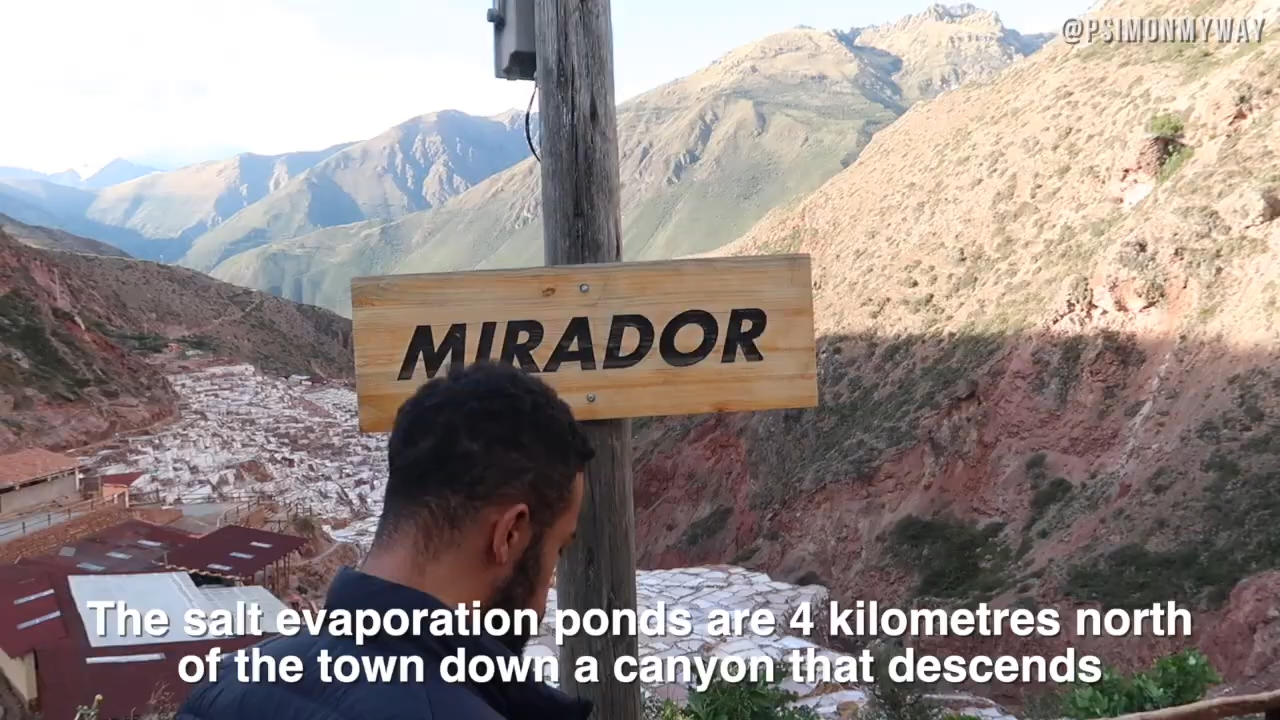 @PSIMONMYWAY
MIRADOR
The salt evaporation ponds are 4 kilometres north
of the town down a canyon that descends